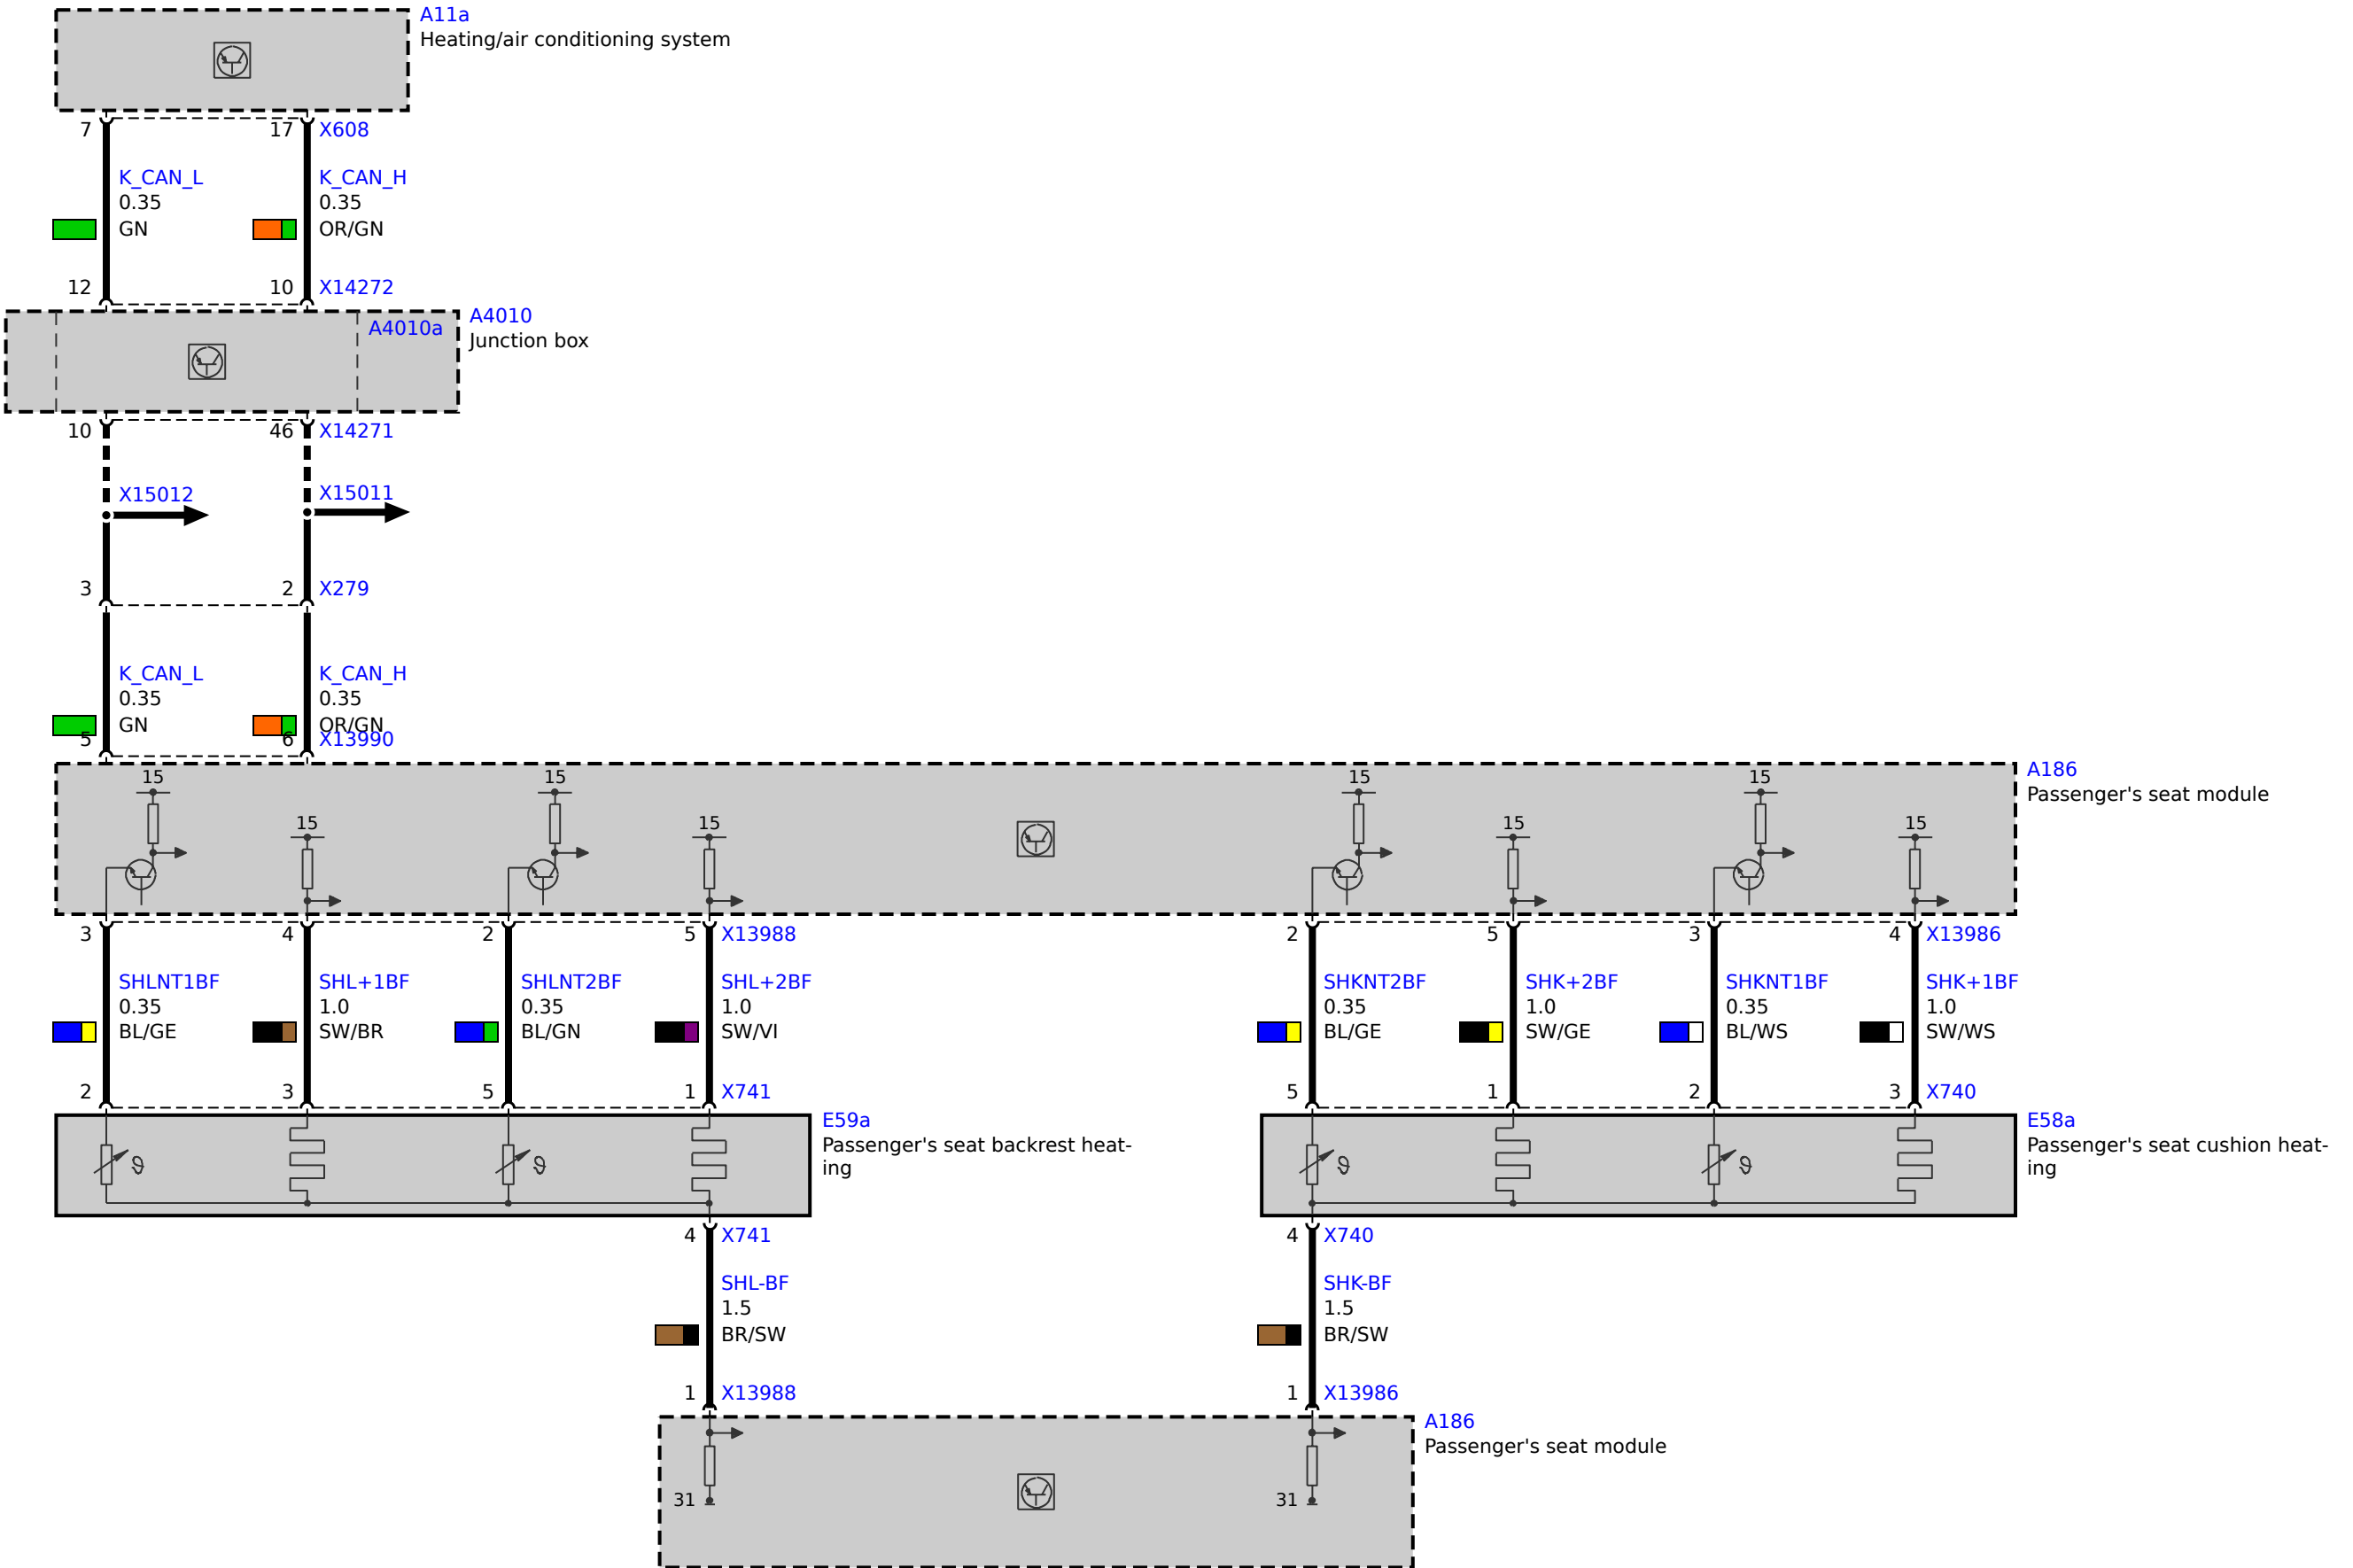 A11a
Heating/air conditioning system
7 17 X608
K_CAN_L K_CAN_H
0.35 0.35
GN OR/GN
12 10 X14272
A4010a A4010
Junction box
10 46 X14271
X15012 X15011
3 2 X279
K_CAN_L K_CAN_H
0.35 0.35
GN OR/GN
5 6 X13990
A186
Passenger's seat module
15 15 15 15
15 15 15 15
3 4 2 5 X13988 2 5 3 4 X13986
SHLNT1BF SHL+1BF SHLNT2BF SHL+2BF SHKNT2BF SHK+2BF SHKNT1BF SHK+1BF
0.35 1.0 0.35 1.0 0.35 1.0 0.35 1.0
BL/GE SW/BR BL/GN SW/VI BL/GE SW/GE BL/WS SW/WS
2 3 5 1 X741 5 1 2 3 X740
E59a E58a
Passenger's seat backrest heat- Passenger's seat cushion heat-
ing ing
ϑ ϑ ϑ ϑ
4 X741 4 X740
SHL-BF SHK-BF
1.5 1.5
BR/SW BR/SW
1 X13988 1 X13986
A186
Passenger's seat module
31 31